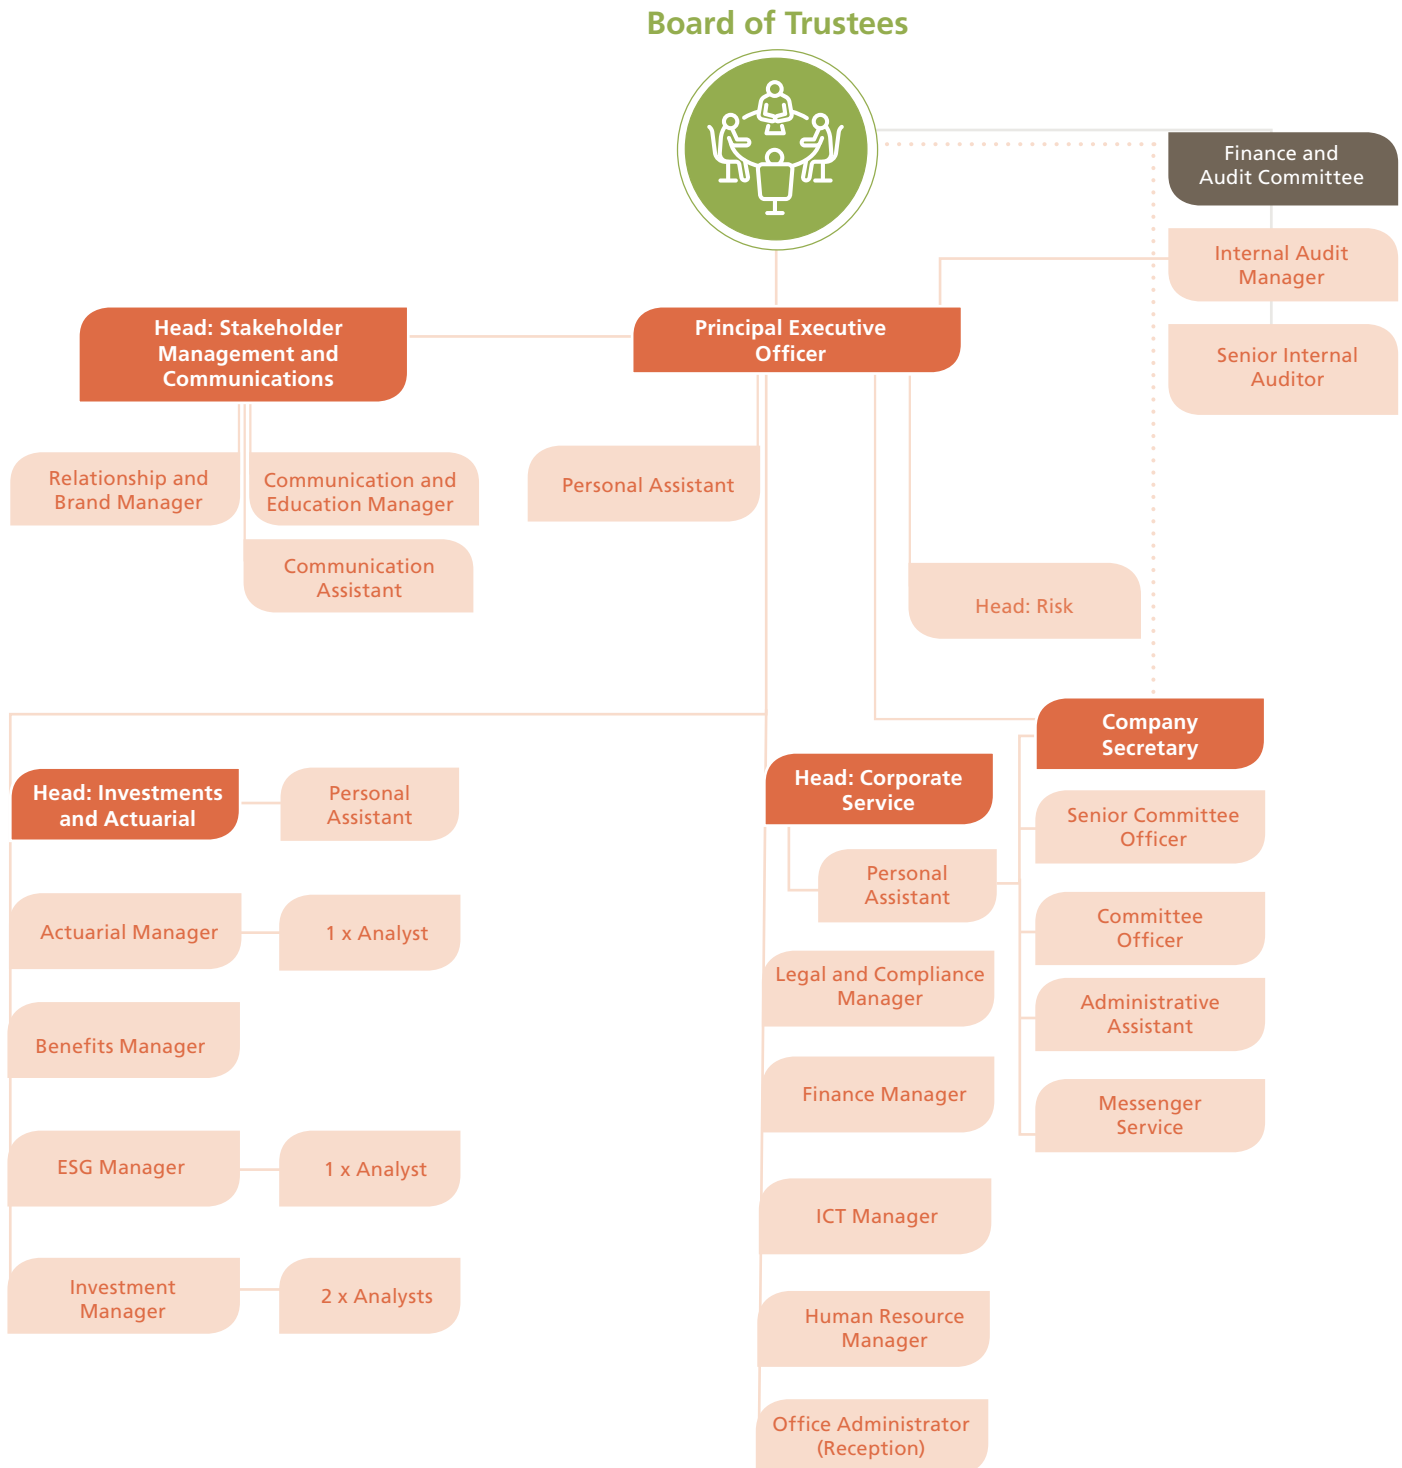 Board of Trustees
Finance and
Audit Committee
Internal Audit
Manager
Senior Internal
Auditor
Head: Stakeholder
Management and
Communications
Principal Executive
Officer
Relationship and
Brand Manager
Communication and
Education Manager
Communication
Assistant
Personal Assistant
Head: Risk
Company
Secretary
Head: Investments
and Actuarial
Personal
Assistant
Head: Corporate
Service
Senior Committee
Officer
Personal
Assistant
Actuarial Manager
1 x Analyst
Committee
Officer
Legal and Compliance
Manager
Administrative
Assistant
Benefits Manager
Finance Manager
Messenger
Service
ESG Manager
1 x Analyst
ICT Manager
Investment
Manager
2 x Analysts
Human Resource
Manager
Office Administrator
(Reception)